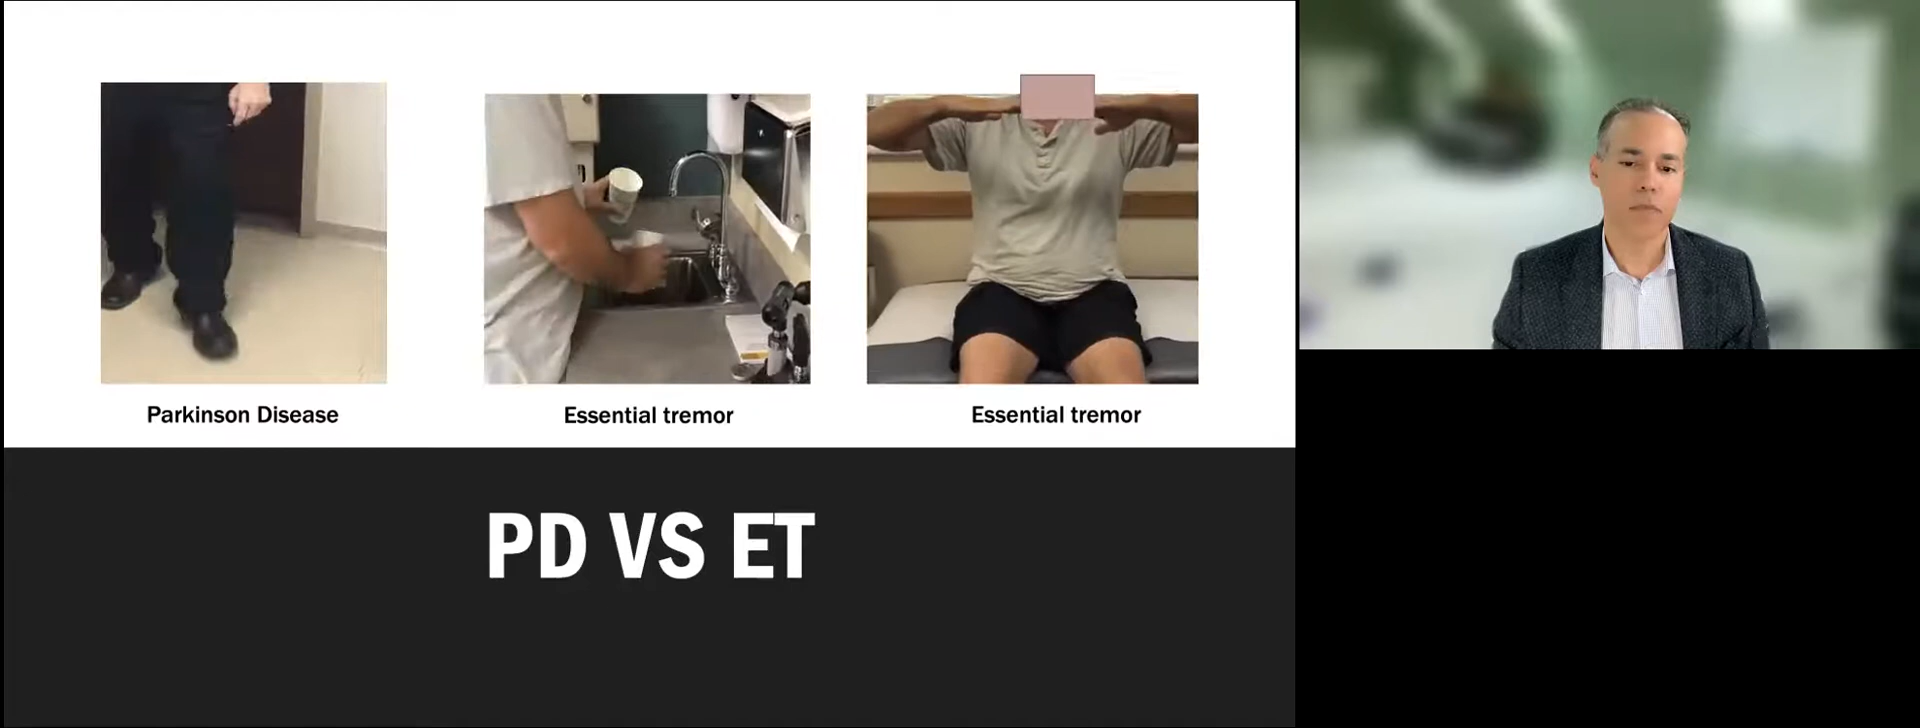 Parkinson Disease
Essential tremor
Essential tremor
PD VS ET